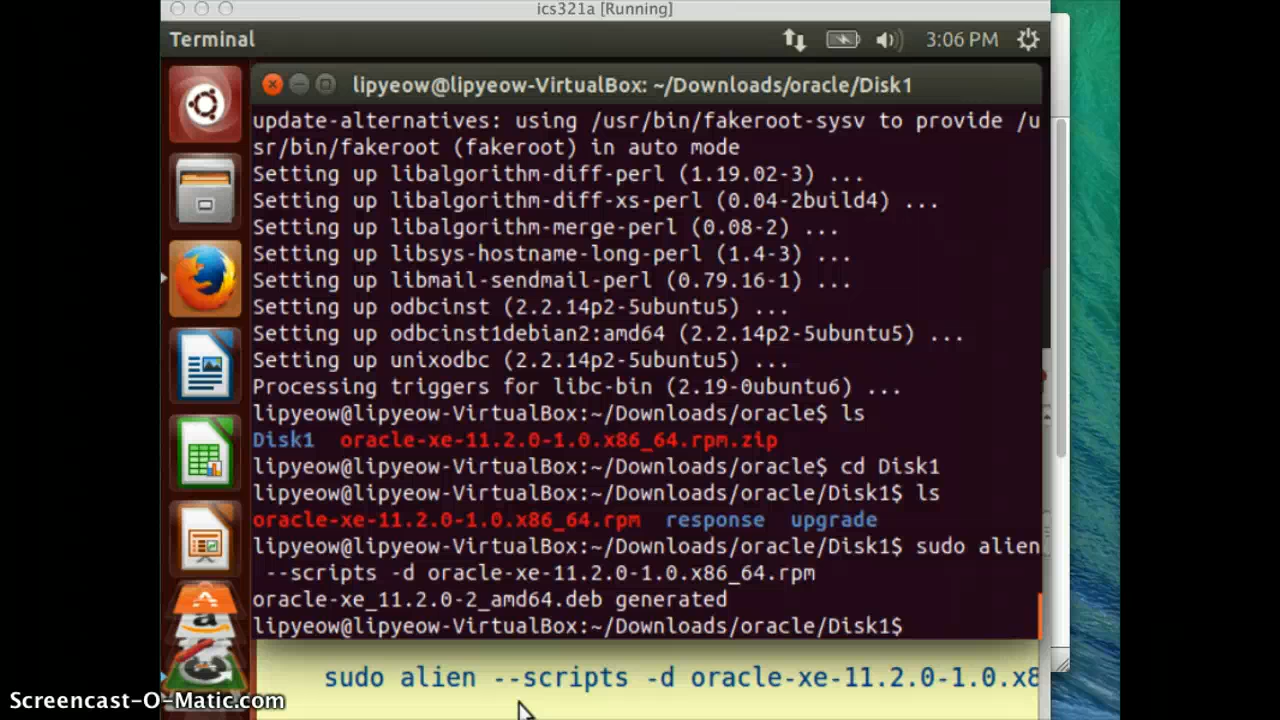 ics321a [Running]
Terminal
3:06 PM
lipyeow@lipyeow-VirtualBox: ~/Downloads/oracle/Disk1
update-alternatives: using /usr/bin/fakeroot-sysv to provide /u
sr/bin/fakeroot (fakeroot) in auto mode
Setting up libalgorithm-diff-perl (1.19.02-3) ...
Setting up libalgorithm-diff-xs-perl (0.04-2build4) ...
Setting up libalgorithm-merge-perl (0.08-2) ...
Setting up libsys-hostname-long-perl (1.4-3) ...
Setting up libmail-sendmail-perl (0.79.16-1) ...
Setting up odbcinst (2.2.14p2-5ubuntu5) ...
Setting up odbcinst1debian2:amd64 (2.2.14p2-5ubuntu5) ...
Setting up unixodbc (2.2.14p2-5ubuntu5) ...
Processing triggers for libc-bin (2.19-0ubuntu6) ...
lipyeow@lipyeow-VirtualBox:~/Downloads/oracle$ ls
Disk1  oracle-xe-11.2.0-1.0.x86_64.rpm.zip
lipyeow@lipyeow-VirtualBox:~/Downloads/oracle$ cd Disk1
lipyeow@lipyeow-VirtualBox:~/Downloads/oracle/Disk1$ ls
oracle-xe-11.2.0-1.0.x86_64.rpm  response  upgrade
lipyeow@lipyeow-VirtualBox:~/Downloads/oracle/Disk1$ sudo alien
 --scripts -d oracle-xe-11.2.0-1.0.x86_64.rpm
oracle-xe_11.2.0-2_amd64.deb generated
lipyeow@lipyeow-VirtualBox:~/Downloads/oracle/Disk1$
sudo alien --scripts -d oracle-xe-11.2.0-1.0.x8
Screencast-O-Matic.com